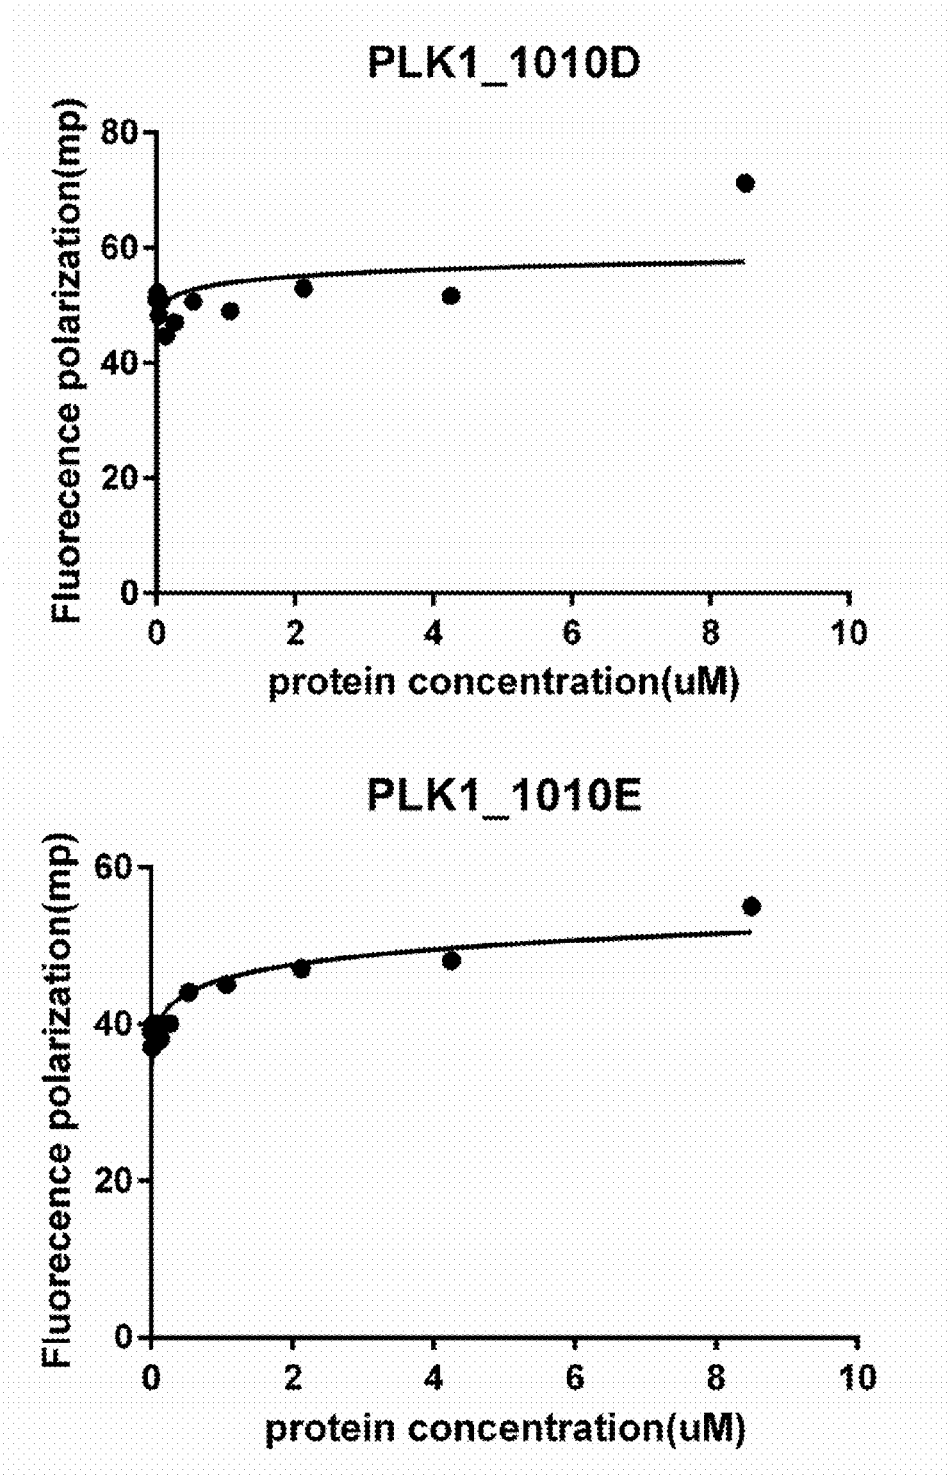 PLK1_1010D
Fluorecence polarization(mp)
80
60
40
20
0
0 2 4 6 8 10
protein concentration(uM)
PLK1_1010E
Fluorecence polarization(mp)
60
40
20
0
0 2 4 6 8 10
protein concentration(uM)